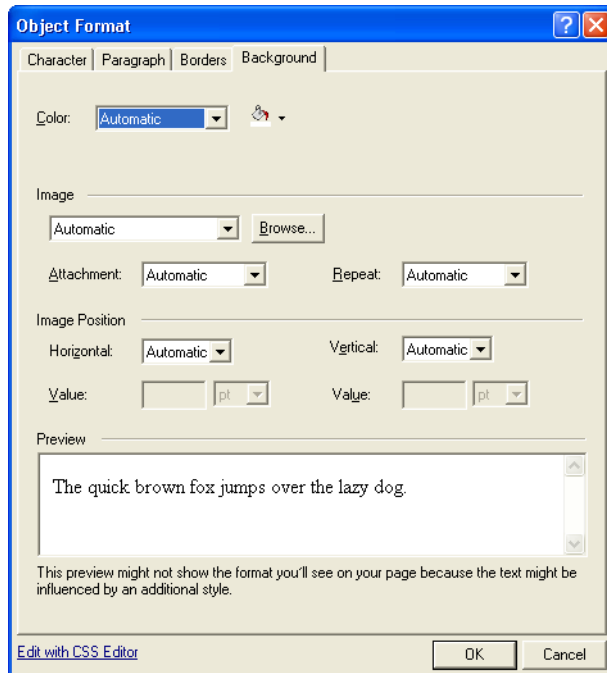 Object Format
Character Paragraph Borders Background
Color: Automatic
Image
Automatic Browse...
Attachment: Automatic Repeat: Automatic
Image Position
Horizontal: Automatic Vertical: Automatic
Value: pt Value: pt
Preview
The quick brown fox jumps over the lazy dog.
This preview might not show the format you'll see on your page because the text might be
influenced by an additional style.
Edit with CSS Editor OK Cancel